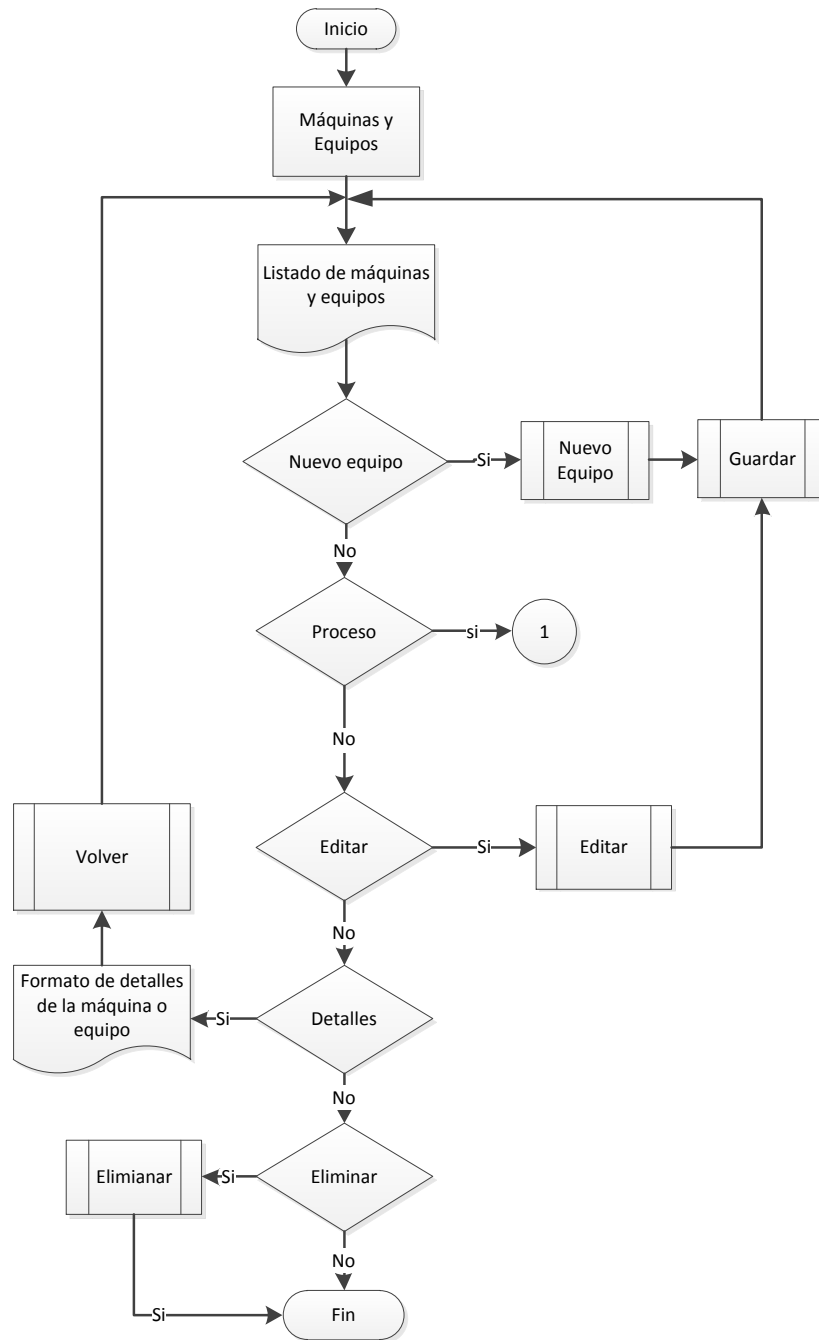 Inicio
Máquinas y
Equipos
Listado de máquinas
y equipos
Nuevo equipo
Si
Nuevo
Equipo
Guardar
No
Proceso
si
1
No
Volver
Editar
Si
Editar
No
Formato de detalles
de la máquina o
equipo
Si
Detalles
No
Elimianar
Si
Eliminar
No
Si
Fin